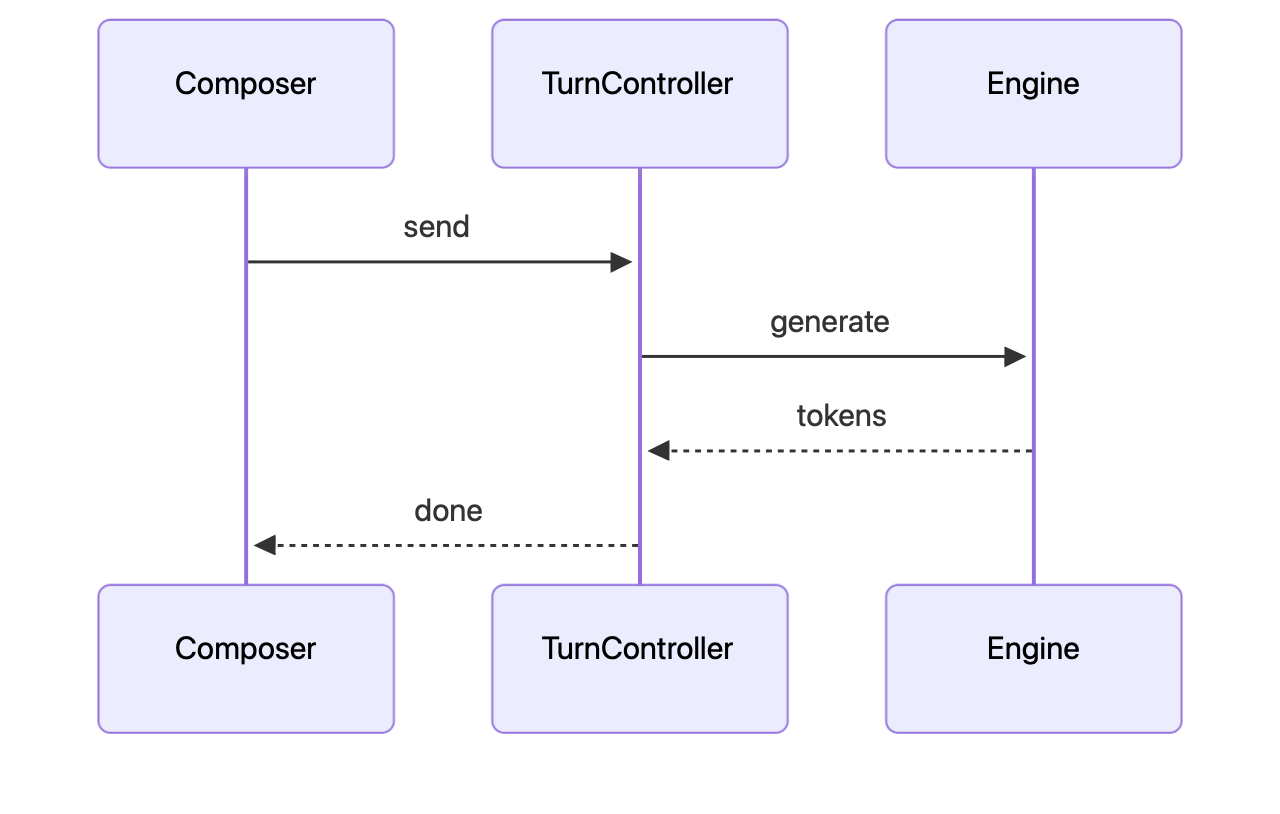 Composer
TurnController
Engine
send
generate
tokens
done
Composer
TurnController
Engine